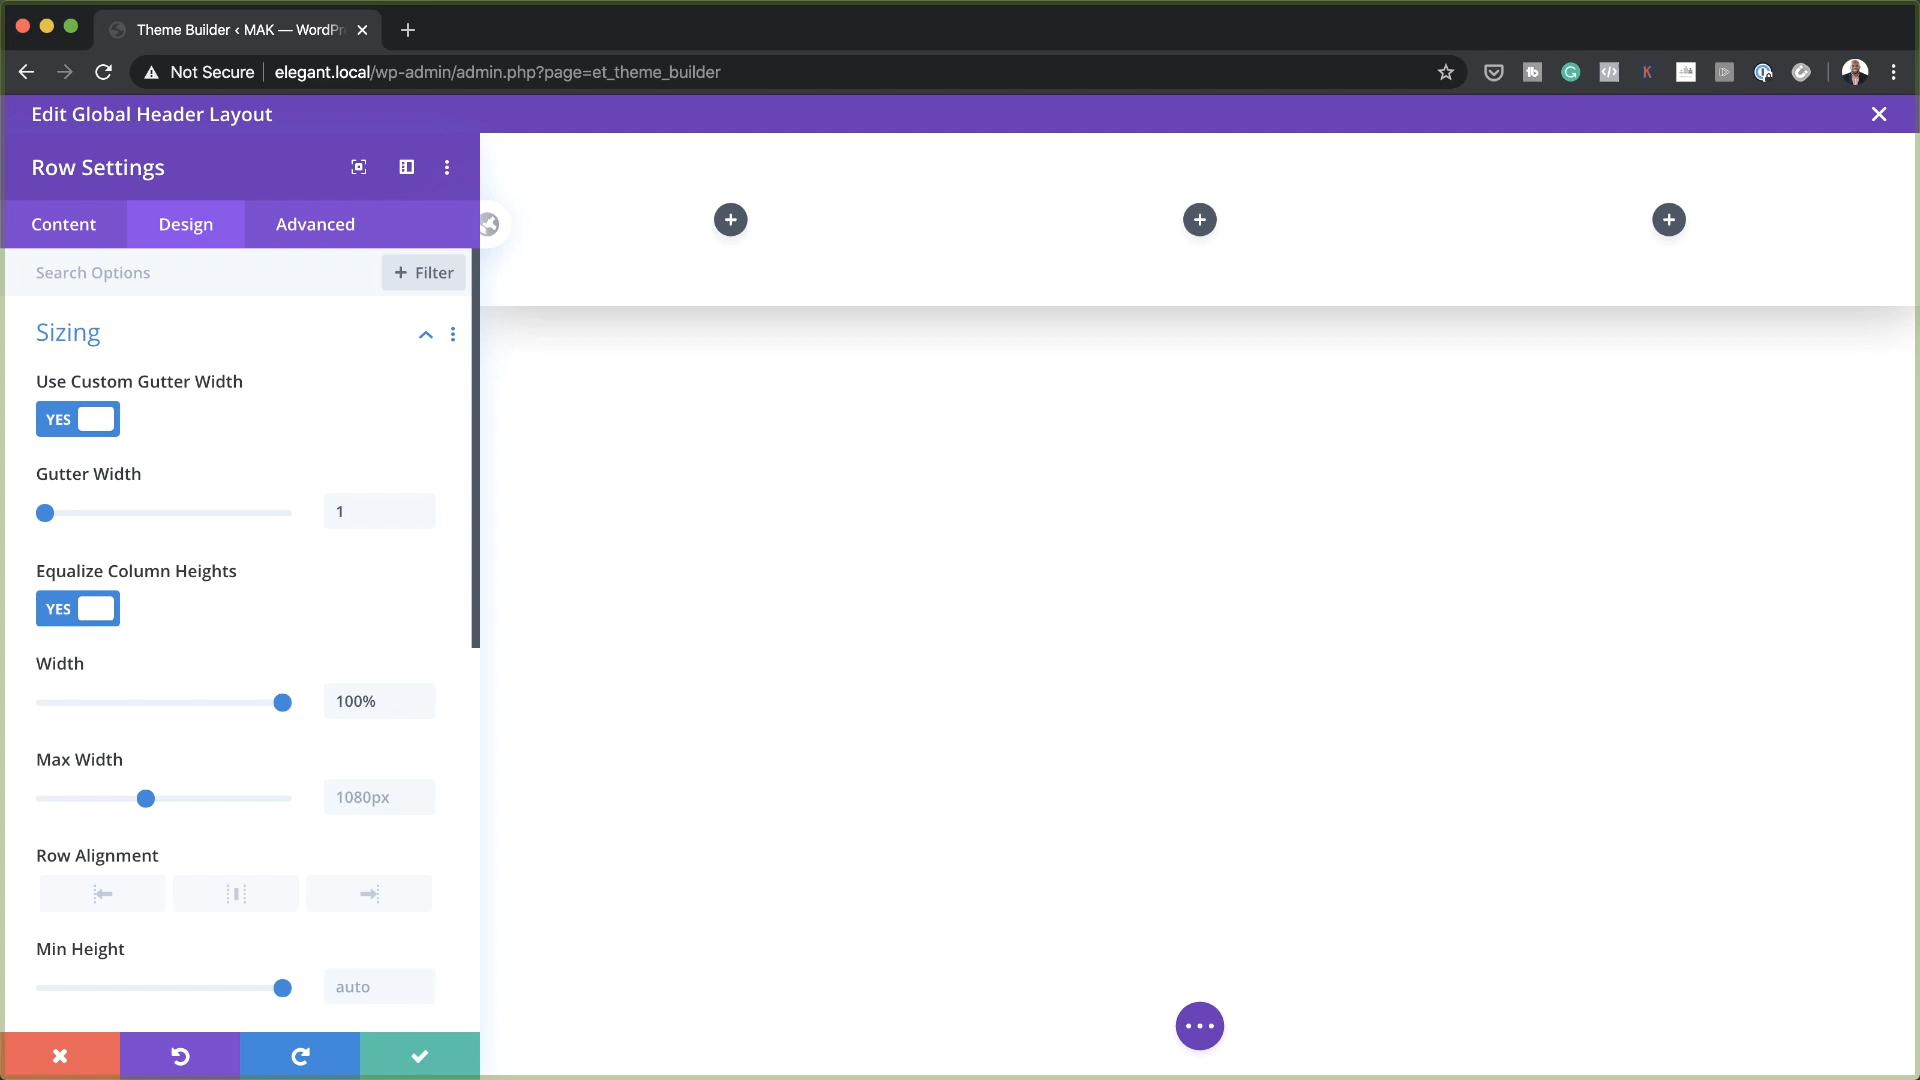 Theme Builder ‹ MAK — WordPr
Not Secure elegant.local/wp-admin/admin.php?page=et_theme_builder
Edit Global Header Layout
Row Settings
Content Design Advanced
Search Options + Filter
Sizing
Use Custom Gutter Width
YES
Gutter Width
1
Equalize Column Heights
YES
Width
100%
Max Width
1080px
Row Alignment
Min Height
auto